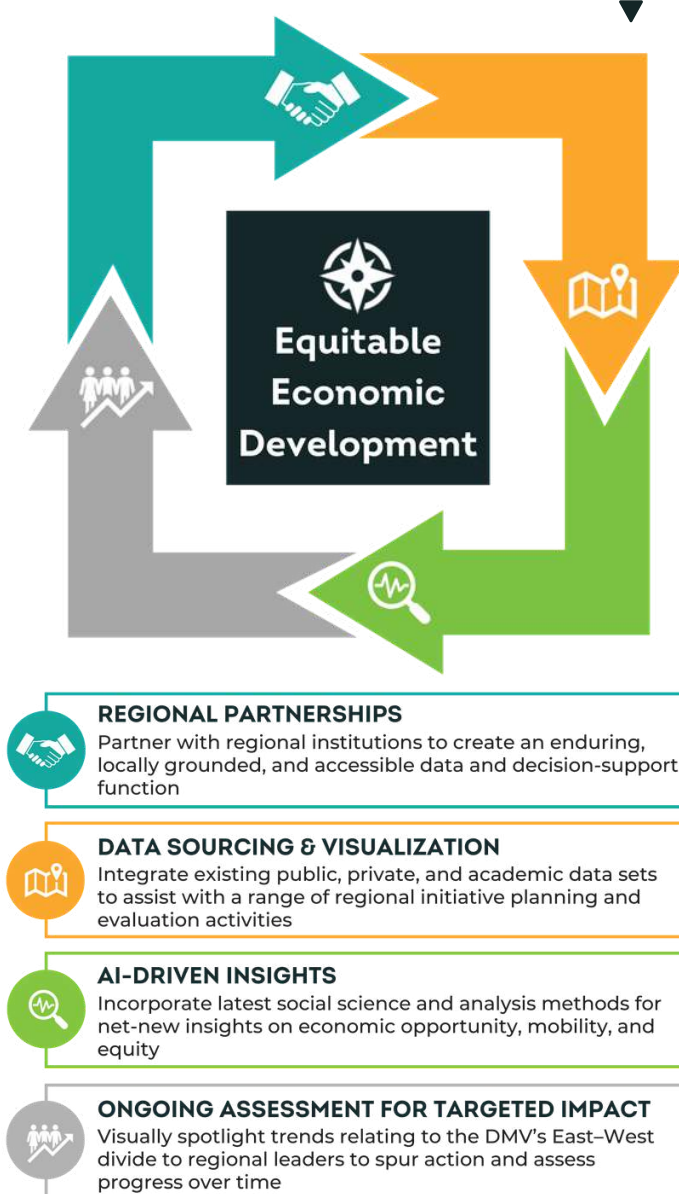 Equitable
Economic
Development
REGIONAL PARTNERSHIPS
Partner with regional institutions to create an enduring,
locally grounded, and accessible data and decision-support
function
DATA SOURCING & VISUALIZATION
Integrate existing public, private, and academic data sets
to assist with a range of regional initiative planning and
evaluation activities
AI-DRIVEN INSIGHTS
Incorporate latest social science and analysis methods for
net-new insights on economic opportunity, mobility, and
equity
ONGOING ASSESSMENT FOR TARGETED IMPACT
Visually spotlight trends relating to the DMV's East–West
divide to regional leaders to spur action and assess
progress over time